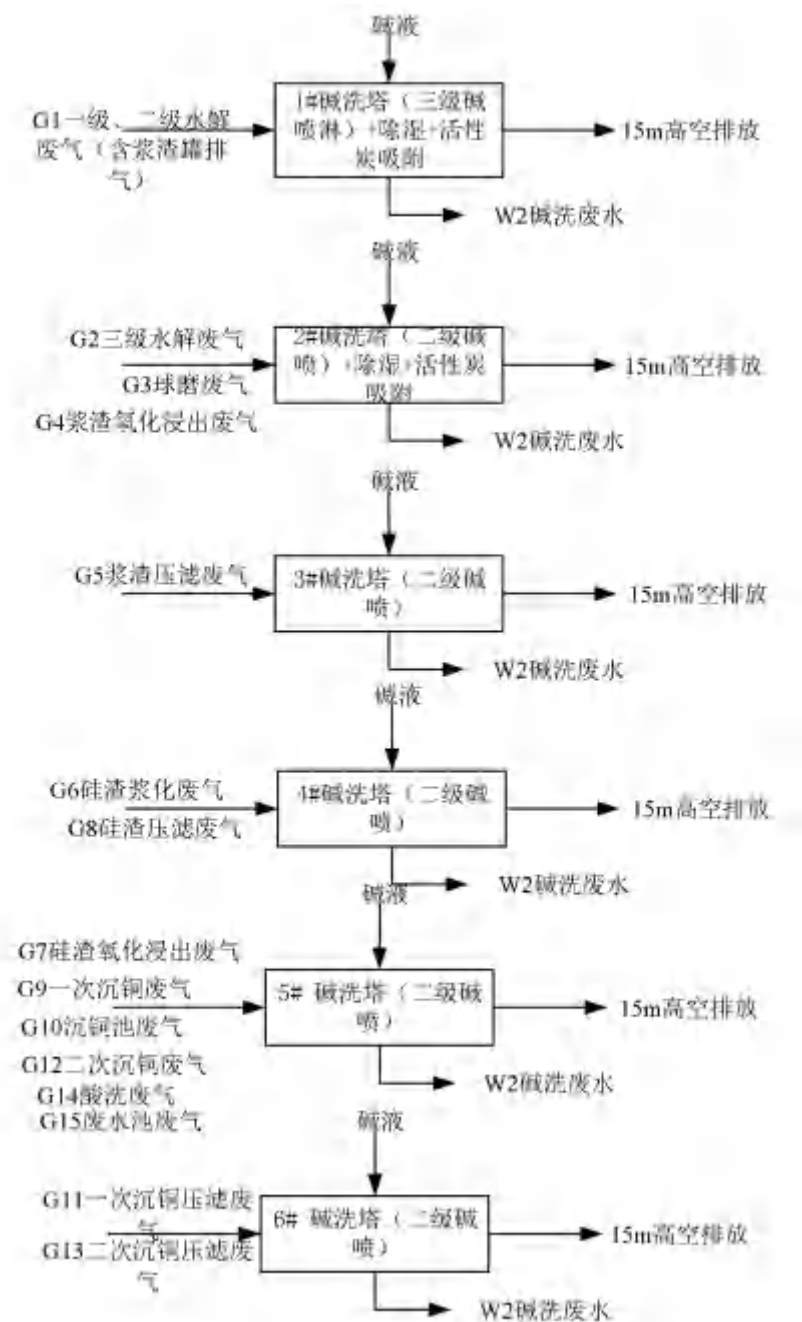 碱液
G1一级、二级水解
废气（含浆渣罐排
气）
1#碱洗塔（三级碱
喷淋）+除湿+活性
炭吸附
15m高空排放
W2碱洗废水
碱液
G2三级水解废气
G3球磨废气
G4浆渣氧化浸出废气
2#碱洗塔（二级碱
喷）+除湿+活性炭
吸附
15m高空排放
W2碱洗废水
碱液
G5浆渣压滤废气
3#碱洗塔（二级碱
喷）
15m高空排放
W2碱洗废水
碱液
G6硅渣浆化废气
G8硅渣压滤废气
4#碱洗塔（二级碱
喷）
15m高空排放
W2碱洗废水
碱液
G7硅渣氧化浸出废气
G9一次沉铜废气
G10沉铜池废气
G12二次沉铜废气
G14酸洗废气
G15废水池废气
5# 碱洗塔（二级碱
喷）
15m高空排放
W2碱洗废水
碱液
G11一次沉铜压滤废
气
G13二次沉铜压滤废
气
6# 碱洗塔（二级碱
喷）
15m高空排放
W2碱洗废水